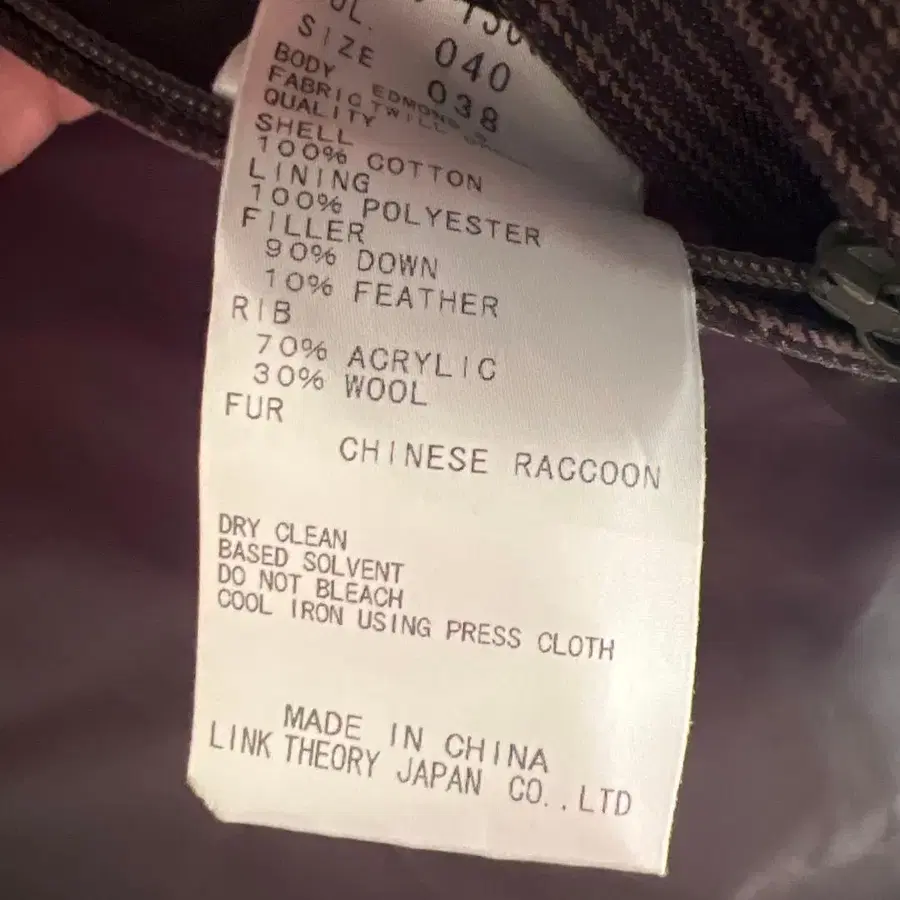 SIZE 040
BODY 038
FABRIC EDMOND
QUALITY TWILL
SHELL
100% COTTON
LINING
100% POLYESTER
FILLER
90% DOWN
10% FEATHER
RIB
70% ACRYLIC
30% WOOL
FUR
CHINESE RACCOON
DRY CLEAN
BASED SOLVENT
DO NOT BLEACH
COOL IRON USING PRESS CLOTH
MADE IN CHINA
LINK THEORY JAPAN CO.,LTD